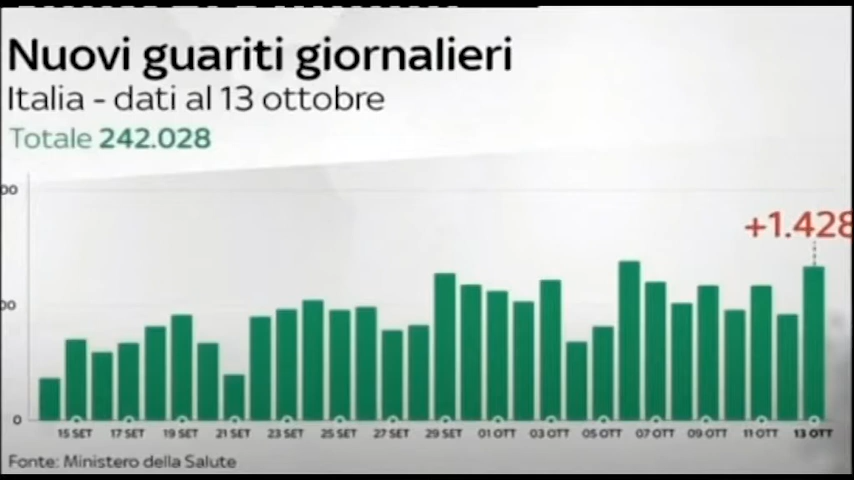 Nuovi guariti giornalieri
Italia - dati al 13 ottobre
Totale 242.028
00
+1.428
00
0
15 SET 17 SET 19 SET 21 SET 23 SET 25 SET 27 SET 29 SET 01 OTT 03 OTT 05 OTT 07 OTT 09 OTT 11 OTT 13 OTT
Fonte: Ministero della Salute